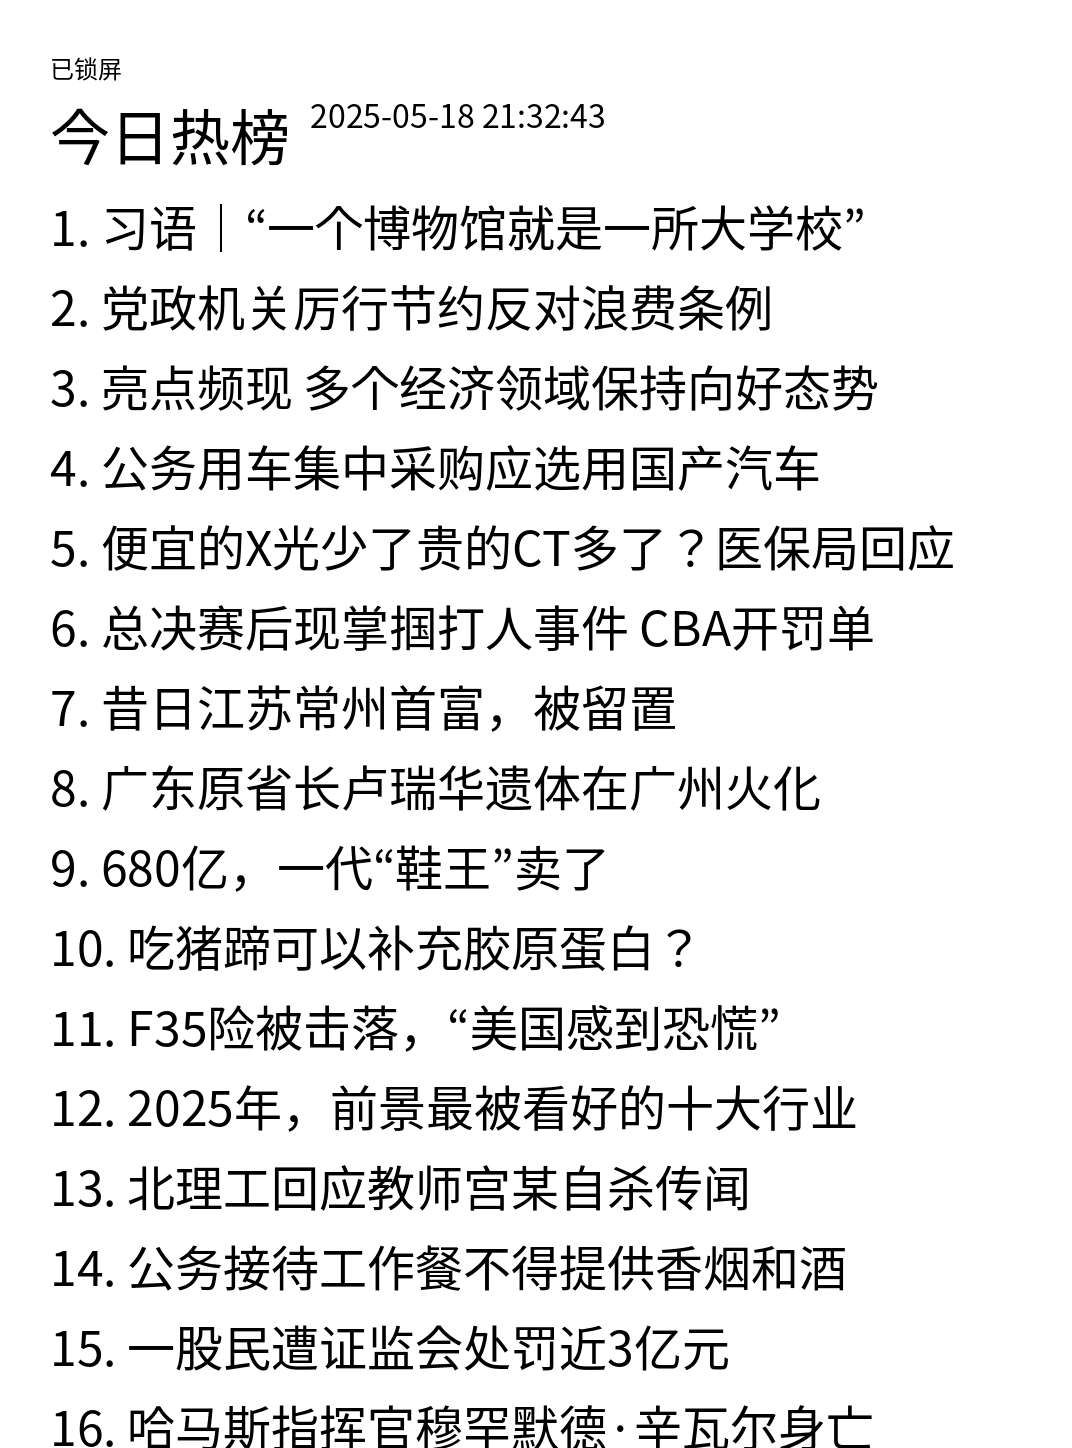 已锁屏
今日热榜 2025-05-18 21:32:43
1. 习语｜“一个博物馆就是一所大学校”
2. 党政机关厉行节约反对浪费条例
3. 亮点频现 多个经济领域保持向好态势
4. 公务用车集中采购应选用国产汽车
5. 便宜的X光少了贵的CT多了？医保局回应
6. 总决赛后现掌掴打人事件 CBA开罚单
7. 昔日江苏常州首富，被留置
8. 广东原省长卢瑞华遗体在广州火化
9. 680亿，一代“鞋王”卖了
10. 吃猪蹄可以补充胶原蛋白？
11. F35险被击落，“美国感到恐慌”
12. 2025年，前景最被看好的十大行业
13. 北理工回应教师宫某自杀传闻
14. 公务接待工作餐不得提供香烟和酒
15. 一股民遭证监会处罚近3亿元
16. 哈马斯指挥官穆罕默德·辛瓦尔身亡